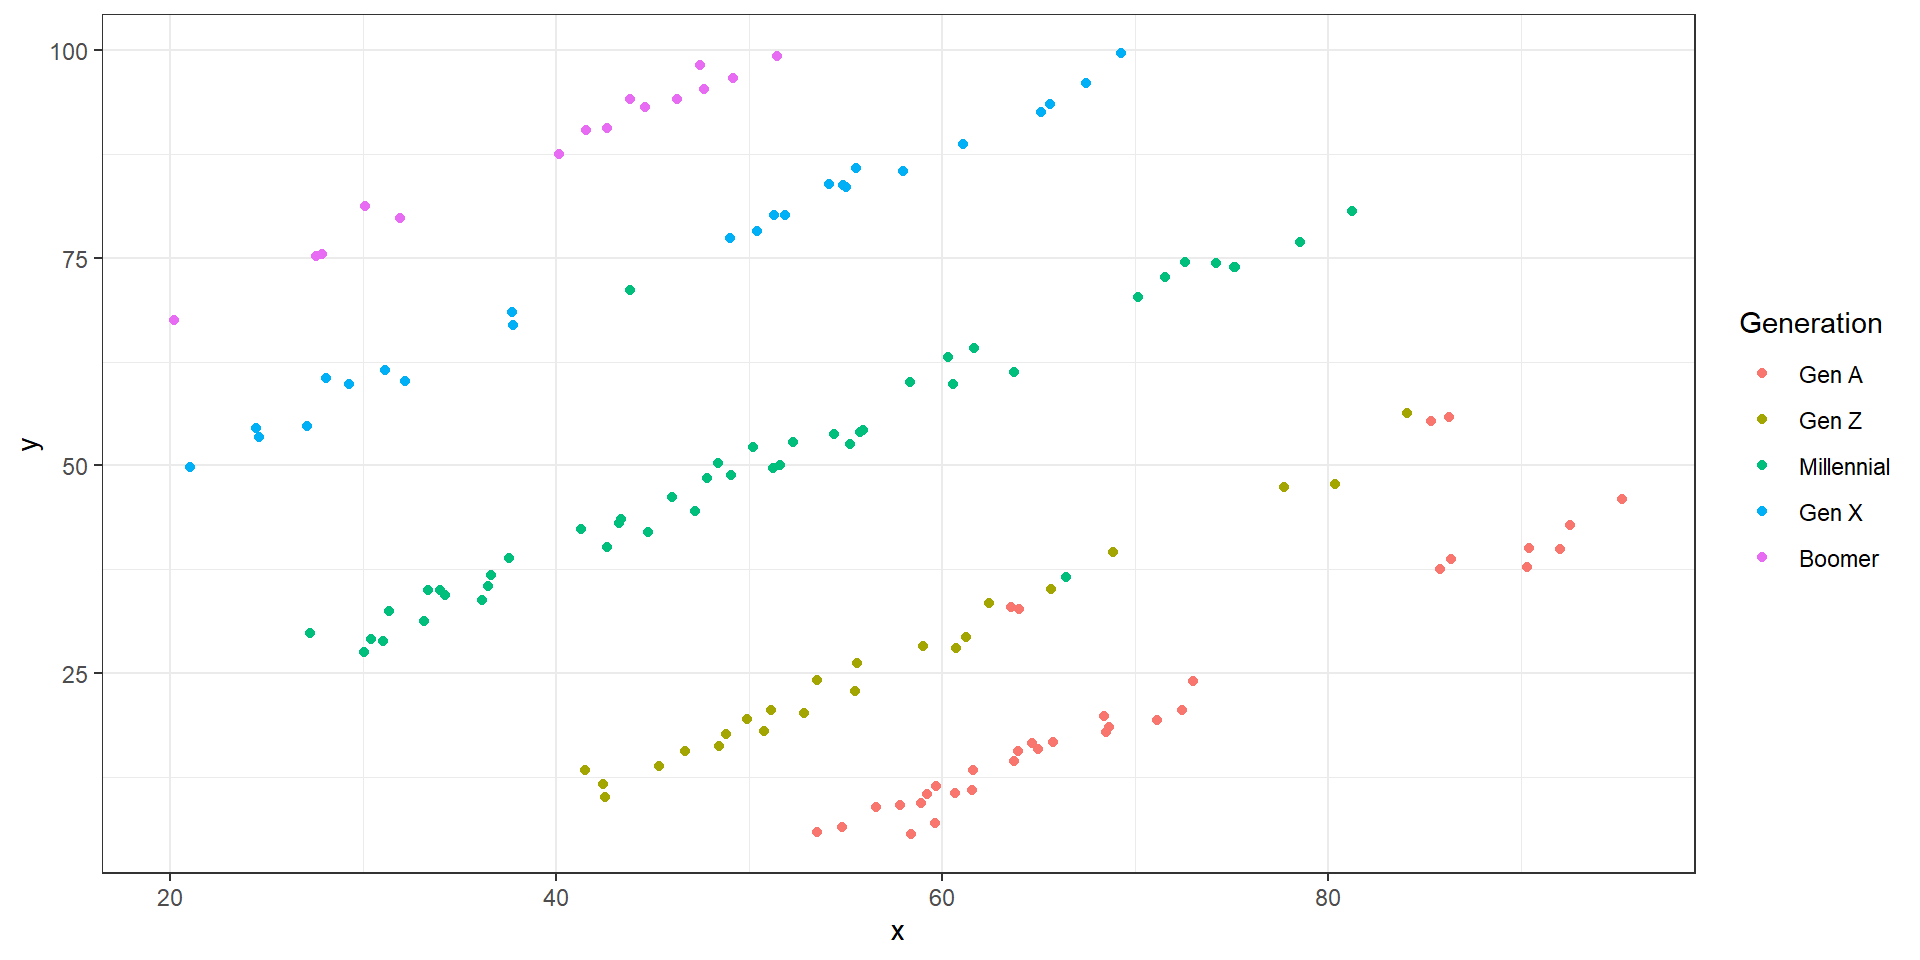 100
75
50
25
y
20 40 60 80
x
Generation
Gen A
Gen Z
Millennial
Gen X
Boomer